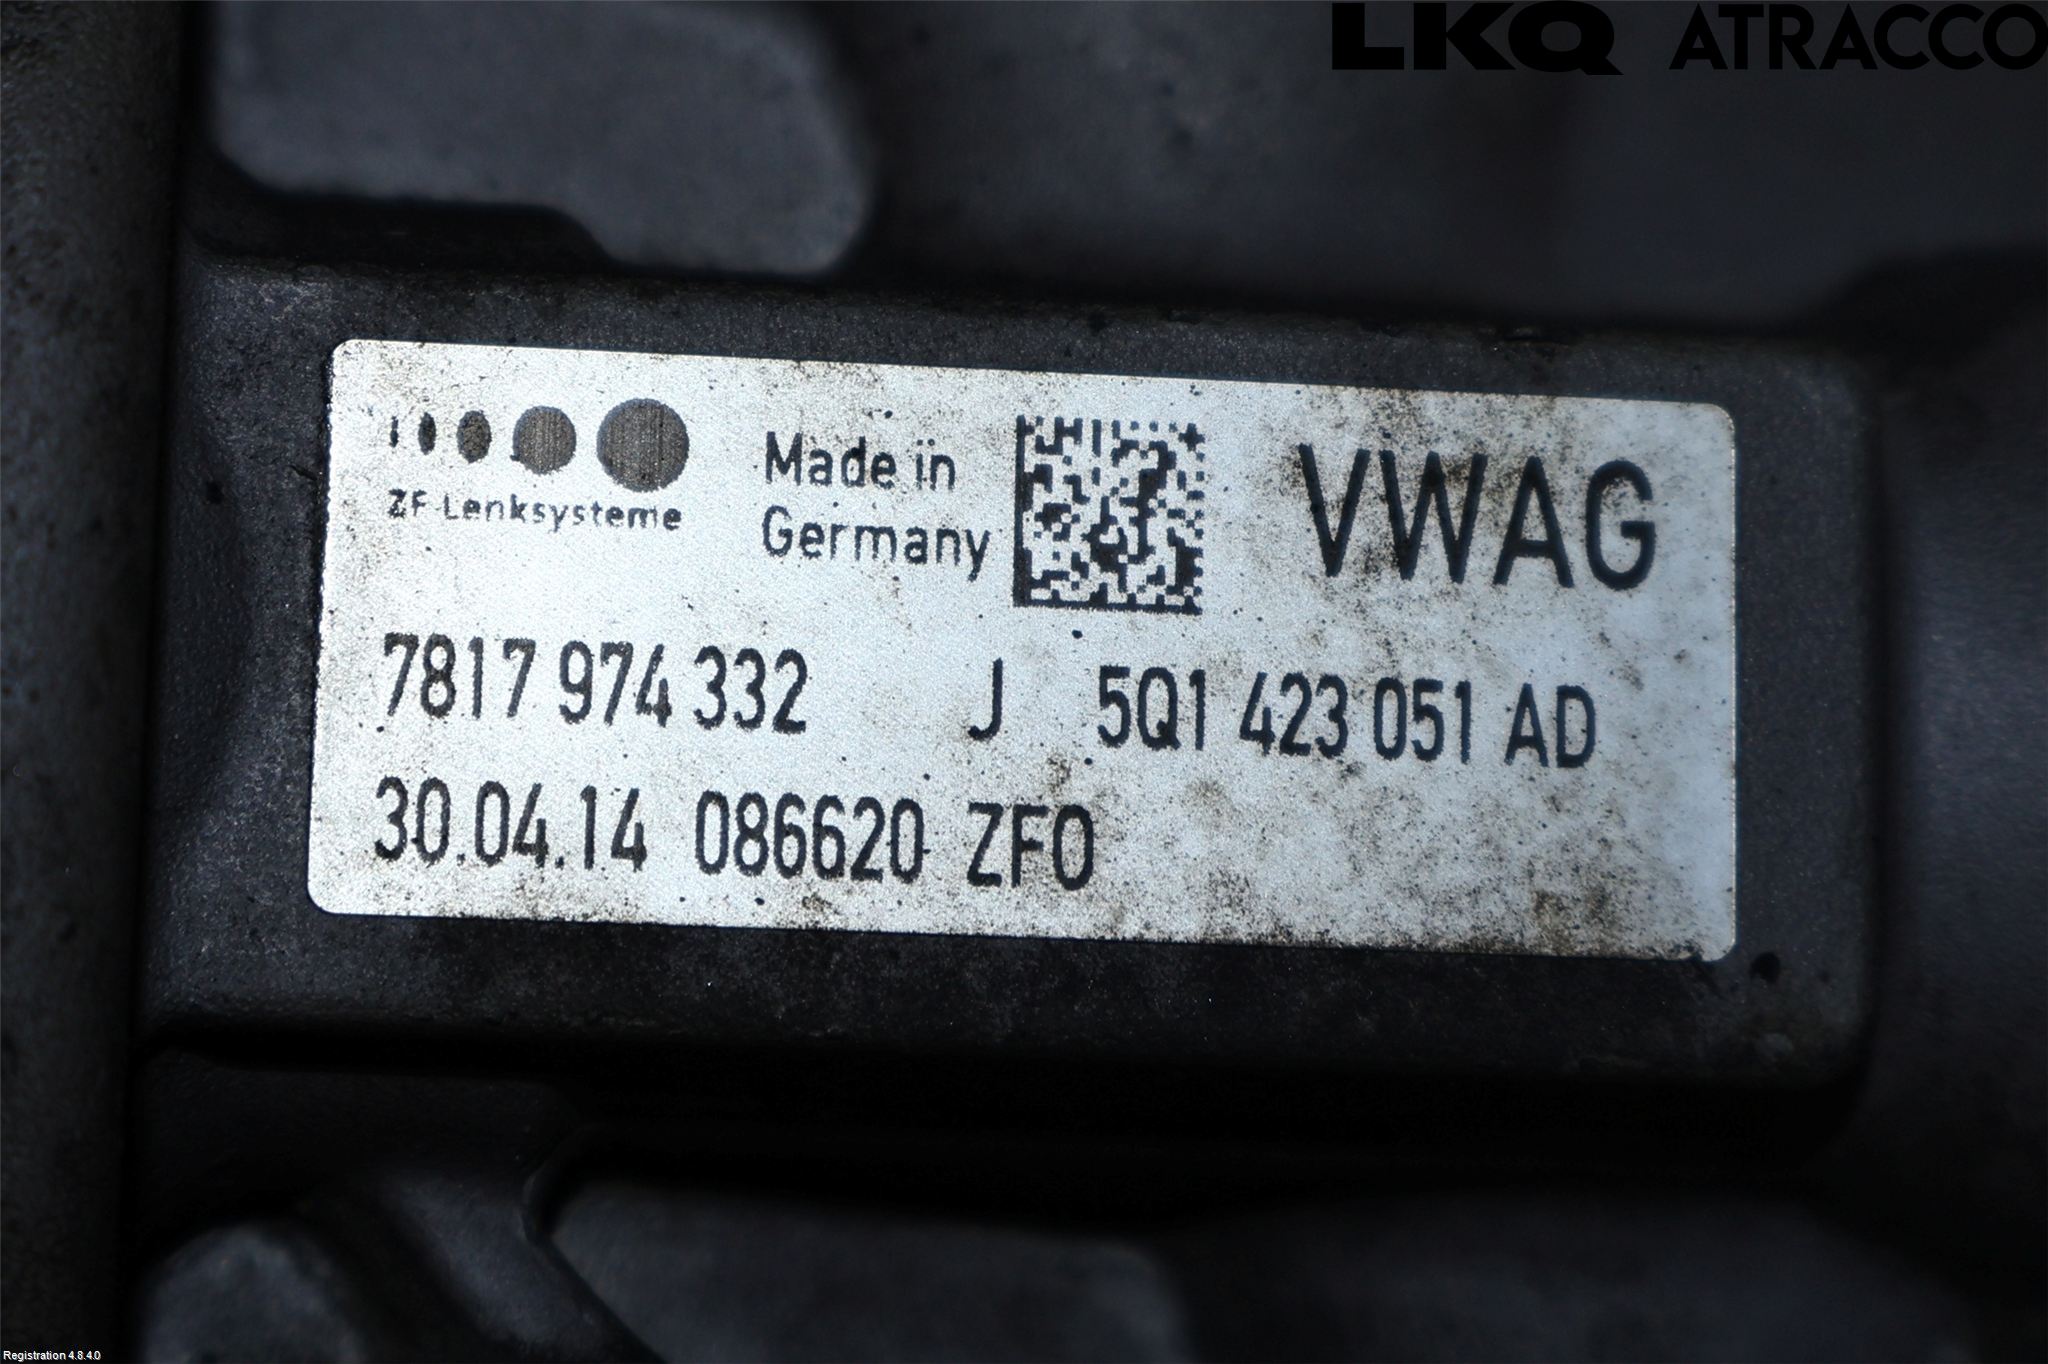 LKQ ATRACCO
ZF Lenksysteme
Made in
Germany
VWAG
7817 974 332 J 5Q1 423 051 AD
30.04.14 086620 ZFO
Registration 4.8.4.0